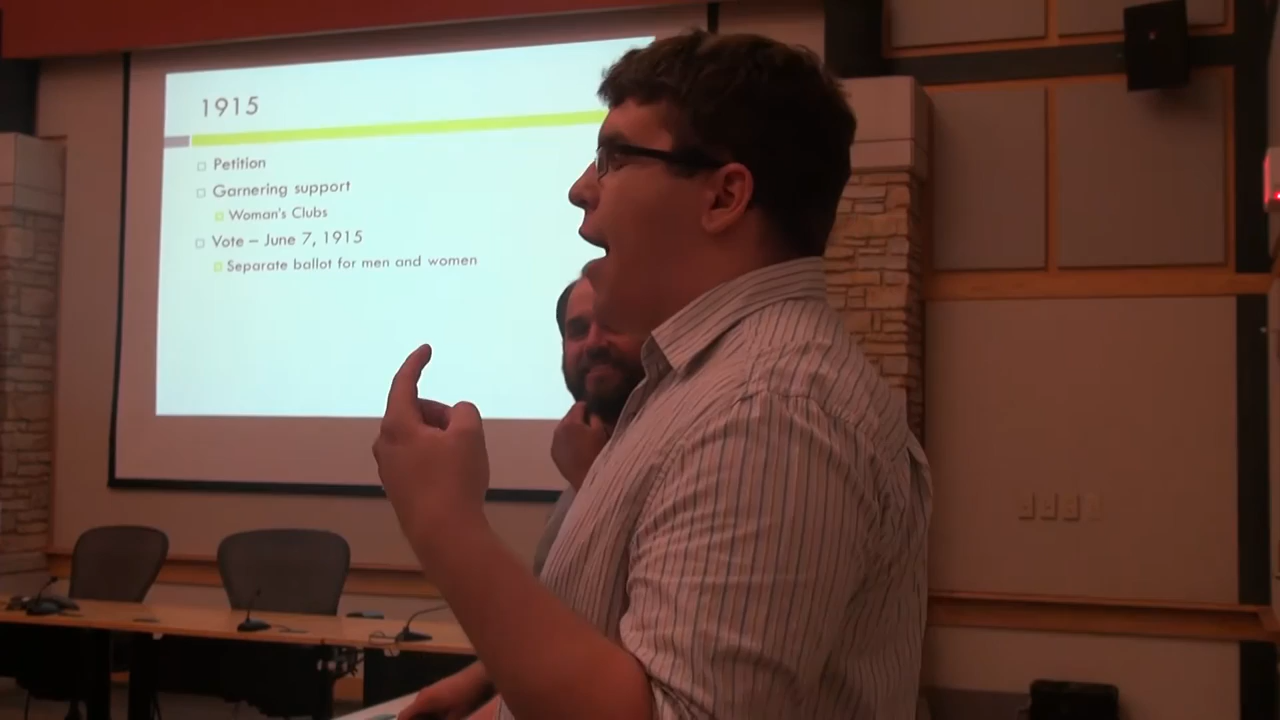 1915
Petition
Garnering support
Woman's Clubs
Vote – June 7, 1915
Separate ballot for men and women